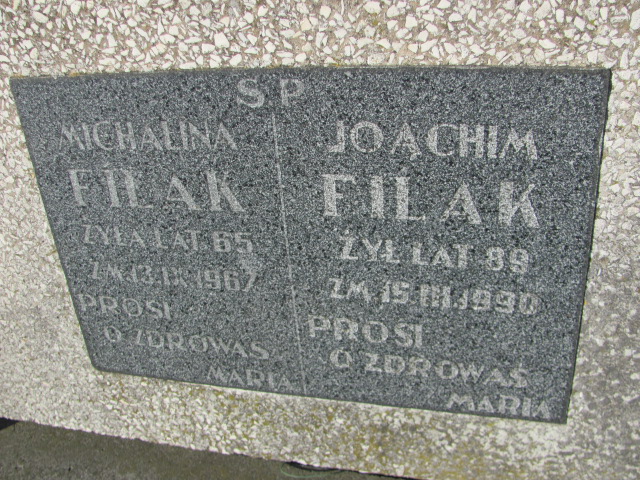 SP
MICHALINA
FILAK
ŻYŁA LAT 65
ZM.13.IX.1967
PROSI
O ZDROWAŚ
MARIA
JOACHIM
FILAK
ŻYŁ LAT 89
ZM.15.III.1990
PROSI
O ZDROWAŚ
MARIA